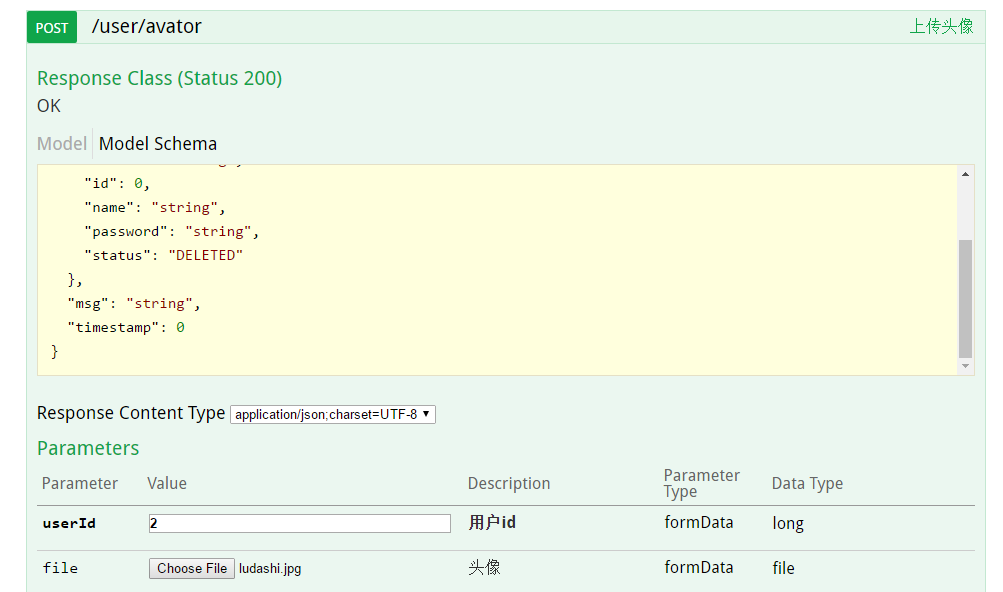 POST /user/avator 上传头像
Response Class (Status 200)
OK
Model Model Schema
"id": 0,
"name": "string",
"password": "string",
"status": "DELETED"
},
"msg": "string",
"timestamp": 0
}
Response Content Type application/json;charset=UTF-8
Parameters
Parameter Value Description Parameter Type Data Type
userId 2 用户id formData long
file Choose File ludashi.jpg 头像 formData file